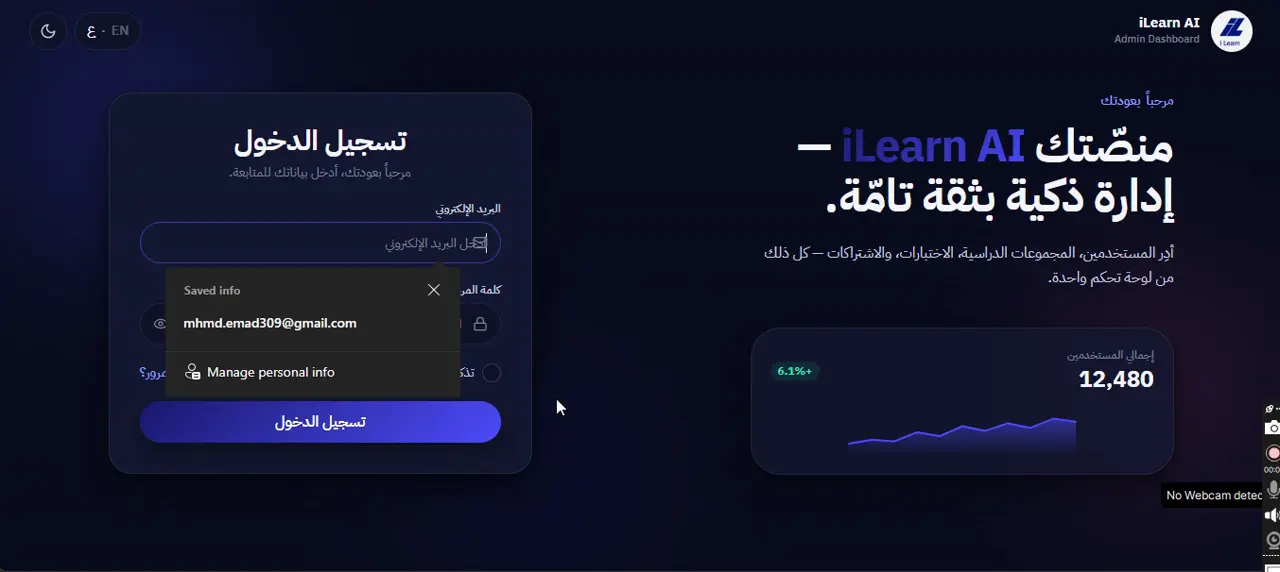 iLearn AI
Admin Dashboard
iL
i Learn
ع · EN
مرحباً بعودتك
منصّتك iLearn AI —
إدارة ذكية بثقة تامّة.
أدِر المستخدمين، المجموعات الدراسية، الاختبارات، والاشتراكات — كل ذلك
من لوحة تحكم واحدة.
إجمالي المستخدمين
12,480
6.1%+
تسجيل الدخول
مرحباً بعودتك، أدخل بياناتك للمتابعة.
البريد الإلكتروني
البريد الإلكتروني
Saved info
mhmd.emad309@gmail.com
Manage personal info
كلمة
تسجيل الدخول
No Webcam detec